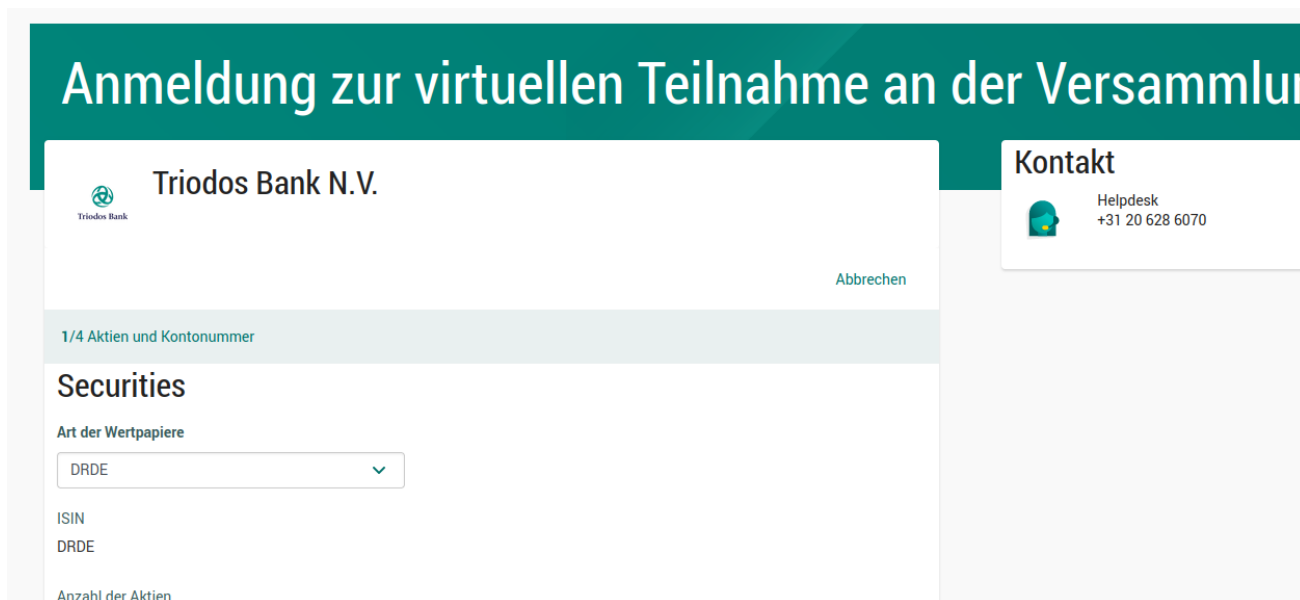 Anmeldung zur virtuellen Teilnahme an der
Triodos Bank N.V.
Triodos Bank
Abbrechen
1/4 Aktien und Kontonummer
Securities
Art der Wertpapiere
DRDE
ISIN
DRDE
Anzahl der Aktien
Kontakt
Helpdesk
+31 20 628 6070